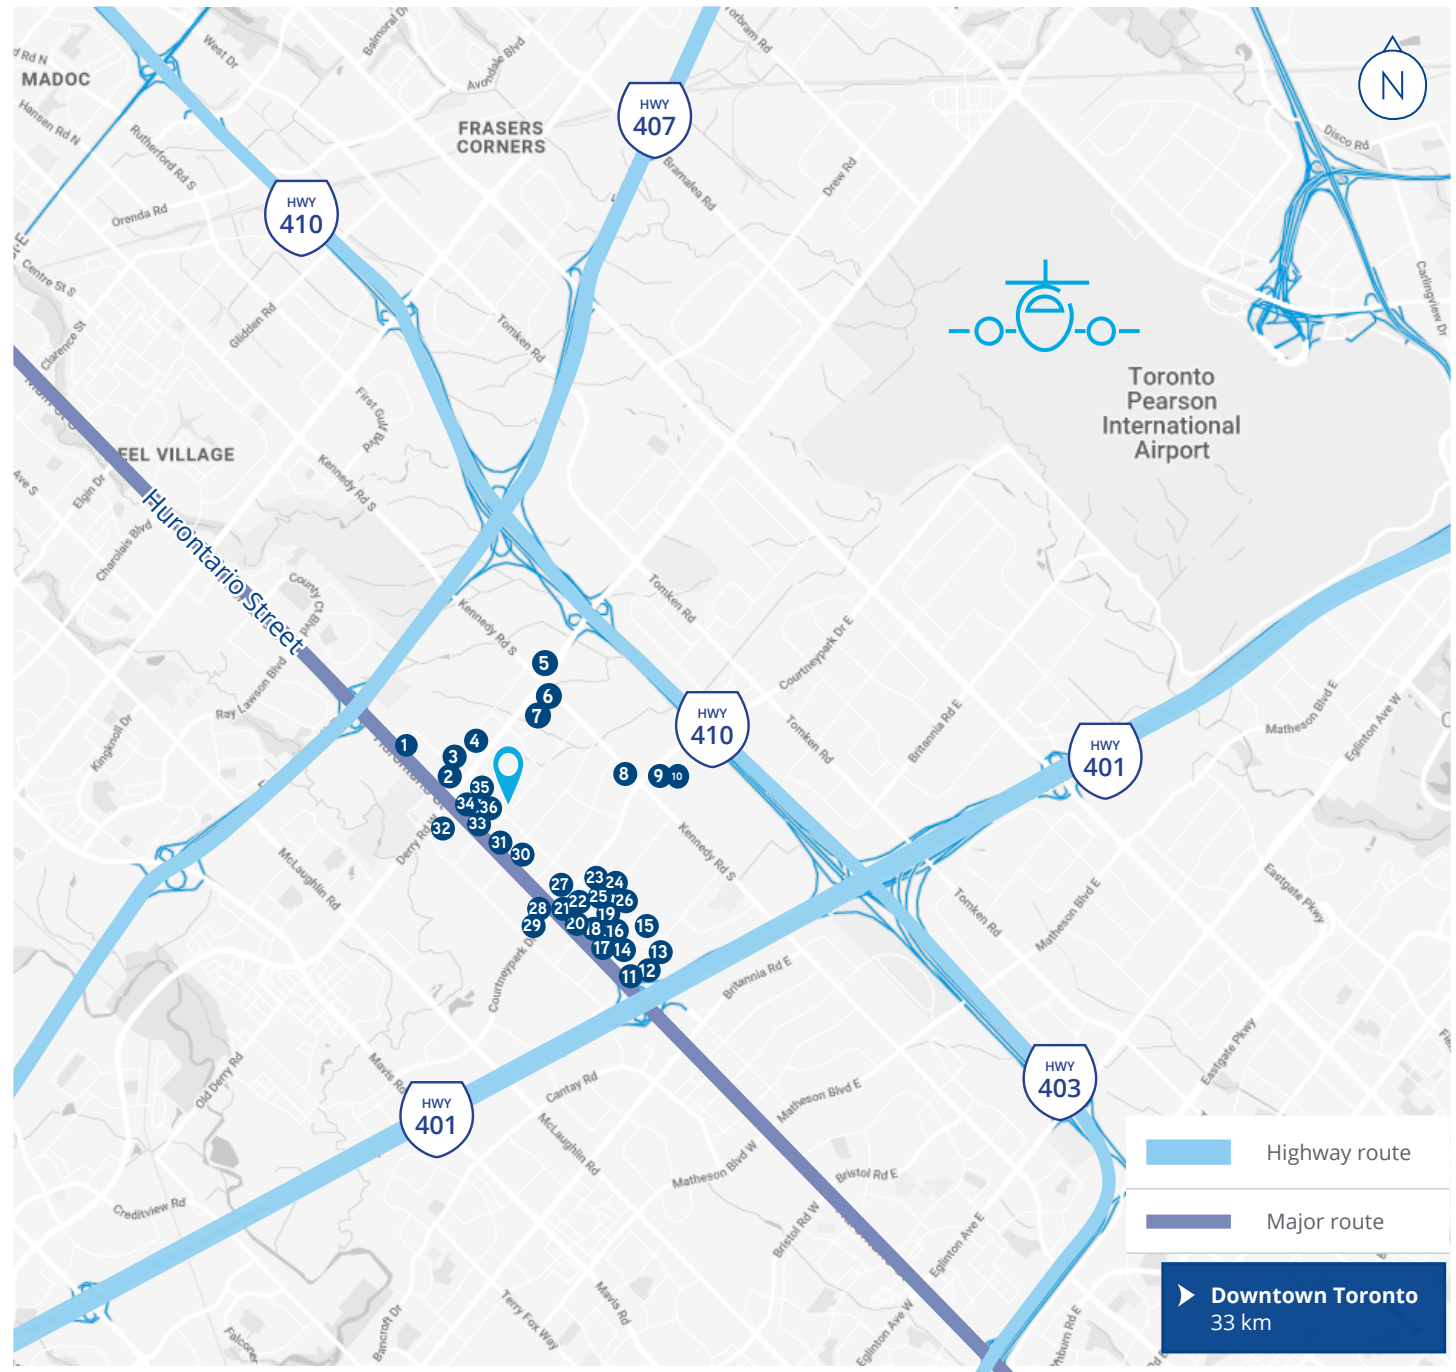 d Rd N
MADOC
Hansen Rd N
West Dr
Balmoral Dr
Avondale Blvd
Torbram Rd
N
HWY
407
FRASERS
CORNERS
Rutherford Rd S
Orenda Rd
HWY
410
Bramalea Rd
Drew Rd
Disco Rd
Carlingview Dr
Centre St S
Clarence St
Glidden Rd
Tomken Rd
Toronto
Pearson
International
Airport
First Gulf Blvd
EEL VILLAGE
Kennedy Rd S
Ave S
Elgin Dr
Charolais Blvd
Hurontario Street
County Ct Blvd
Kennedy Rd S
Tomken Rd
Courtneypark Dr E
Ray Lawson Blvd
Kingknoll Dr
5
6
7
4
1
3
2
35
34
36
33
32
31
30
8
9
10
HWY
410
Tomken Rd
Britannia Rd E
Matheson Blvd E
Eglinton Ave W
HWY
401
Derry Rd W
McLaughlin Rd
Kennedy Rd S
23
24
27
25
26
22
21
28
19
29
20
18
16
15
17
14
13
12
11
Courtneypark D
Britannia Rd E
Tomken Rd
Matheson Blvd E
Eastgate Pkwy
Eastgate Pkwy
Old Derry Rd
Mavis Rd
HWY
401
Cantay Rd
McLaughlin Rd
Matheson Blvd E
Matheson Blvd W
HWY
403
Bristol Rd E
Bristol Rd W
Eglinton Ave E
Creditview Rd
Terry Fox Way
Mavis Rd
Bancroft Dr
Falconer
Eglinton Ave W
Highway route
Major route
Downtown Toronto
33 km